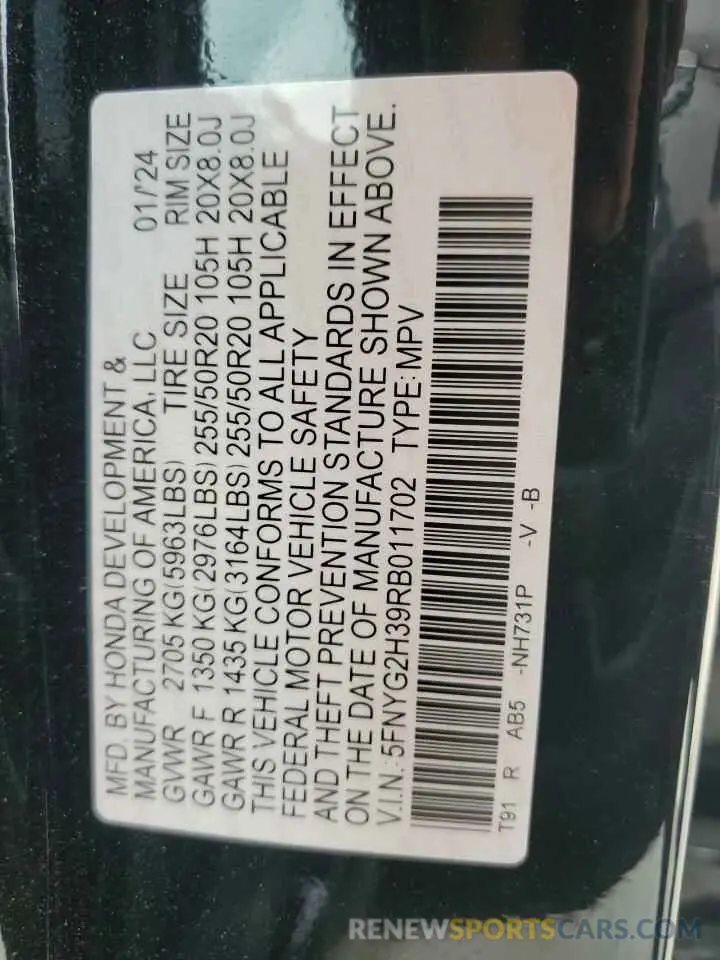 MFD. BY HONDA DEVELOPMENT &
MANUFACTURING OF AMERICA, LLC 01/'24
GVWR 2705 KG(5963LBS) TIRE SIZE RIM SIZE
GAWR F 1350 KG(2976LBS) 255/50R20 105H 20X8.0J
GAWR R 1435 KG(3164LBS) 255/50R20 105H 20X8.0J
THIS VEHICLE CONFORMS TO ALL APPLICABLE
FEDERAL MOTOR VEHICLE SAFETY
AND THEFT PREVENTION STANDARDS IN EFFECT
ON THE DATE OF MANUFACTURE SHOWN ABOVE.
V.I.N.: 5FNYG2H39RB011702 TYPE: MPV
T91 R AB5 -NH731P -V -B
RENEWSPORTSCARS.COM